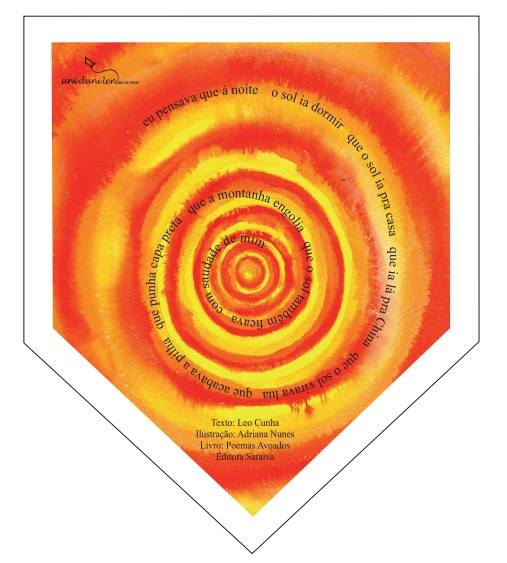 uniduniler
eu pensava que à noite o sol ia dormir que o sol ia pra casa que ia lá pra China que o sol virava lua que acabava a pilha que punha capa preta que a montanha engolia que o sol também ficava com saudade de mim
Texto: Leo Cunha
Ilustração: Adriana Nunes
Livro: Poemas Avoados
Editora Saraiva